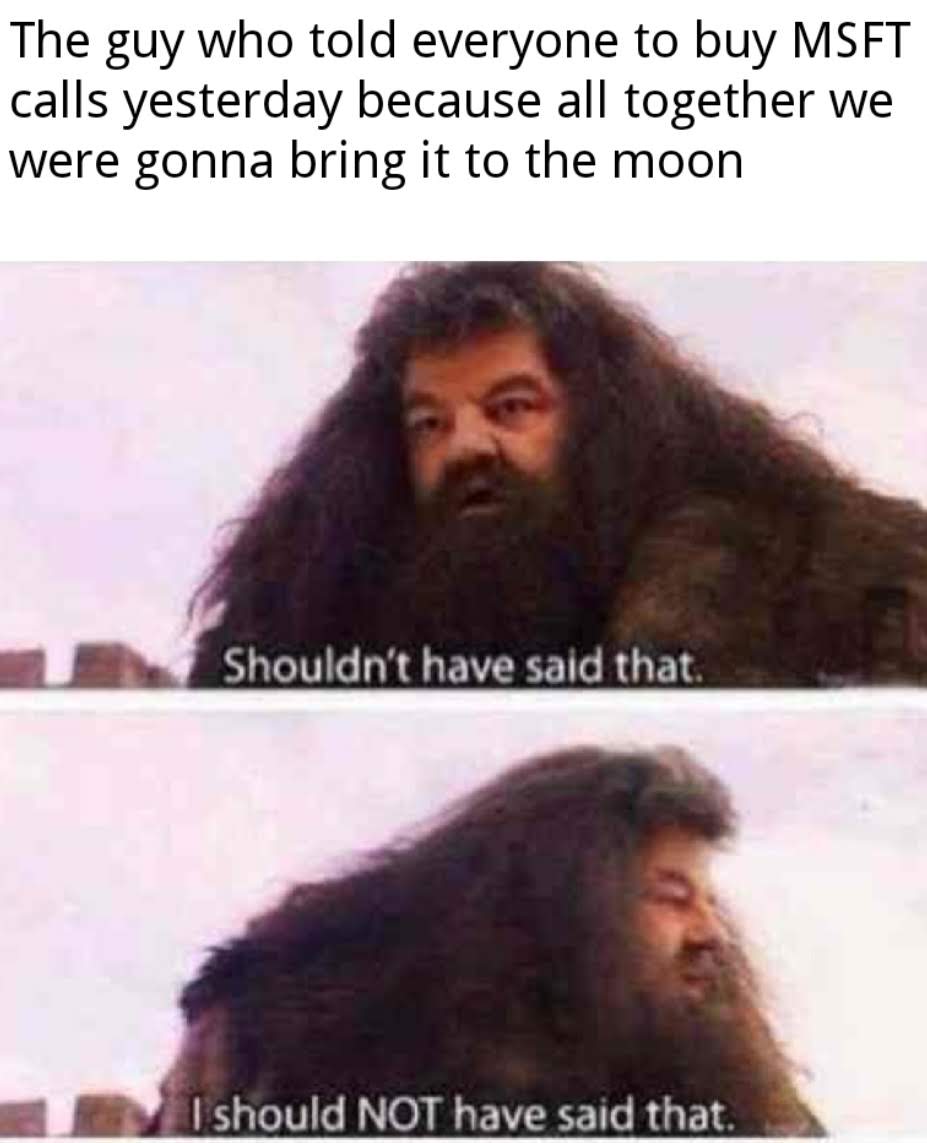 The guy who told everyone to buy MSFT
calls yesterday because all together we
were gonna bring it to the moon
Shouldn't have said that.
I should NOT have said that.